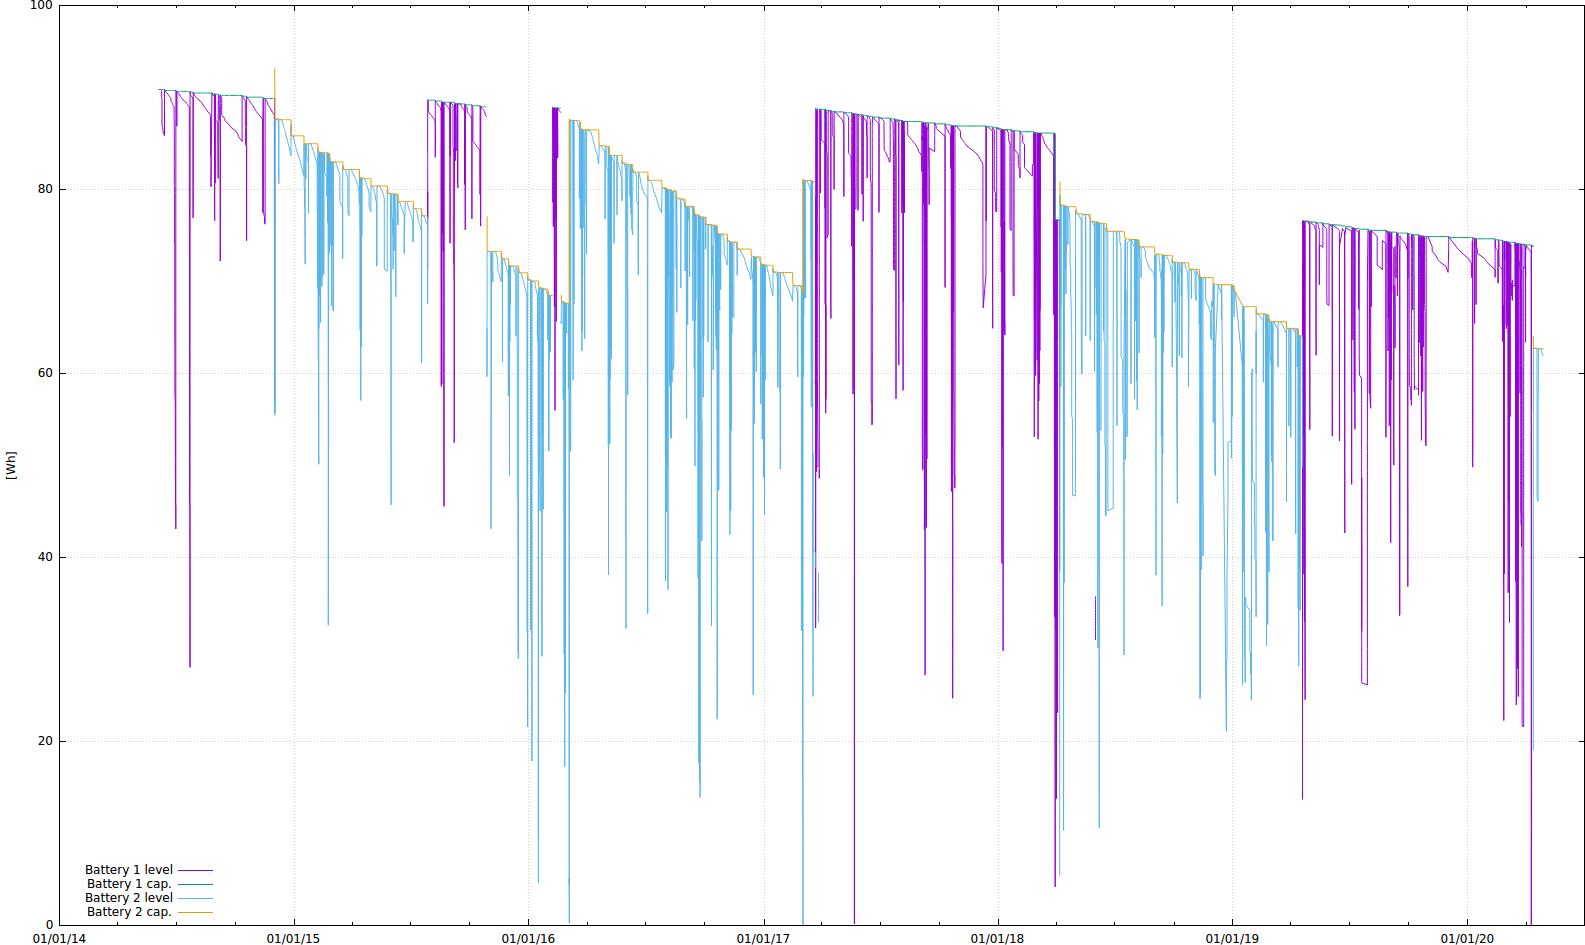 100
80
60
[Wh]
40
20
Battery 1 level
Battery 1 cap.
Battery 2 level
Battery 2 cap.
0
01/01/14 01/01/15 01/01/16 01/01/17 01/01/18 01/01/19 01/01/20